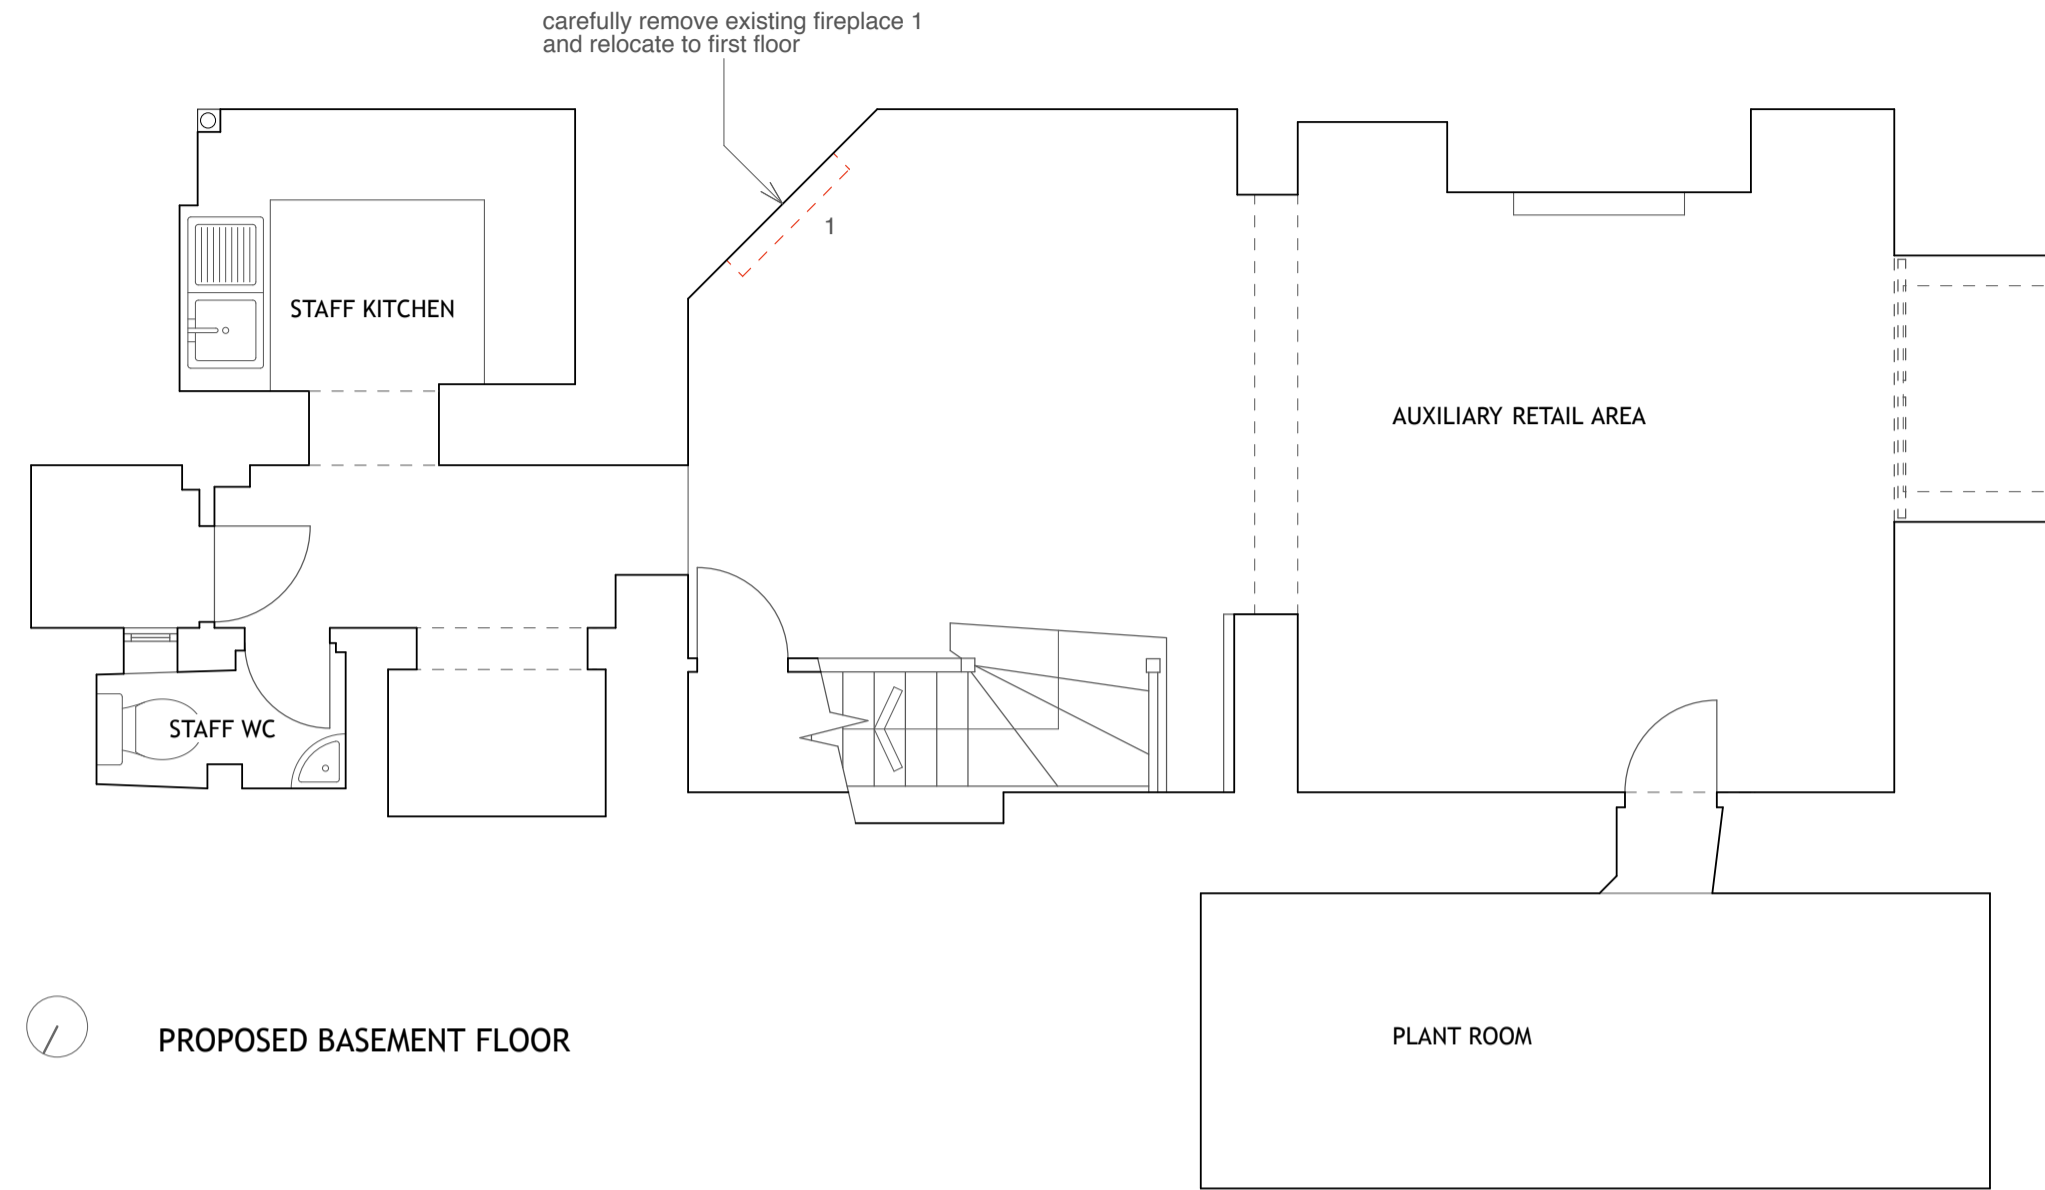 carefully remove existing fireplace 1
and relocate to first floor
1
STAFF KITCHEN
AUXILIARY RETAIL AREA
STAFF WC
PROPOSED BASEMENT FLOOR
PLANT ROOM